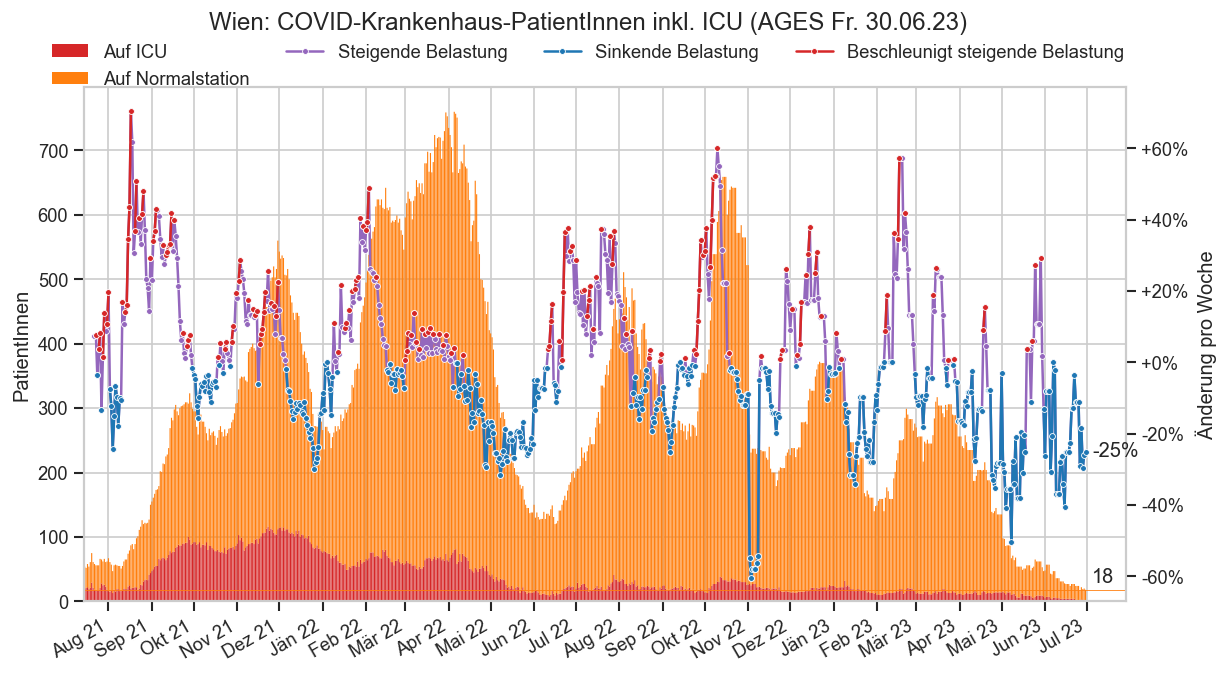 Wien: COVID-Krankenhaus-PatientInnen inkl. ICU (AGES Fr. 30.06.23)
Auf ICU
Steigende Belastung
Sinkende Belastung
Beschleunigt steigende Belastung
Auf Normalstation
PatientInnen
700
600
500
400
300
200
100
0
+60%
+40%
+20%
+0%
-20%
-40%
-60%
Änderung pro Woche
-25%
18
Aug 21
Sep 21
Okt 21
Nov 21
Dez 21
Jän 22
Feb 22
Mär 22
Apr 22
Mai 22
Jun 22
Jul 22
Aug 22
Sep 22
Okt 22
Nov 22
Dez 22
Jän 23
Feb 23
Mär 23
Apr 23
Mai 23
Jun 23
Jul 23